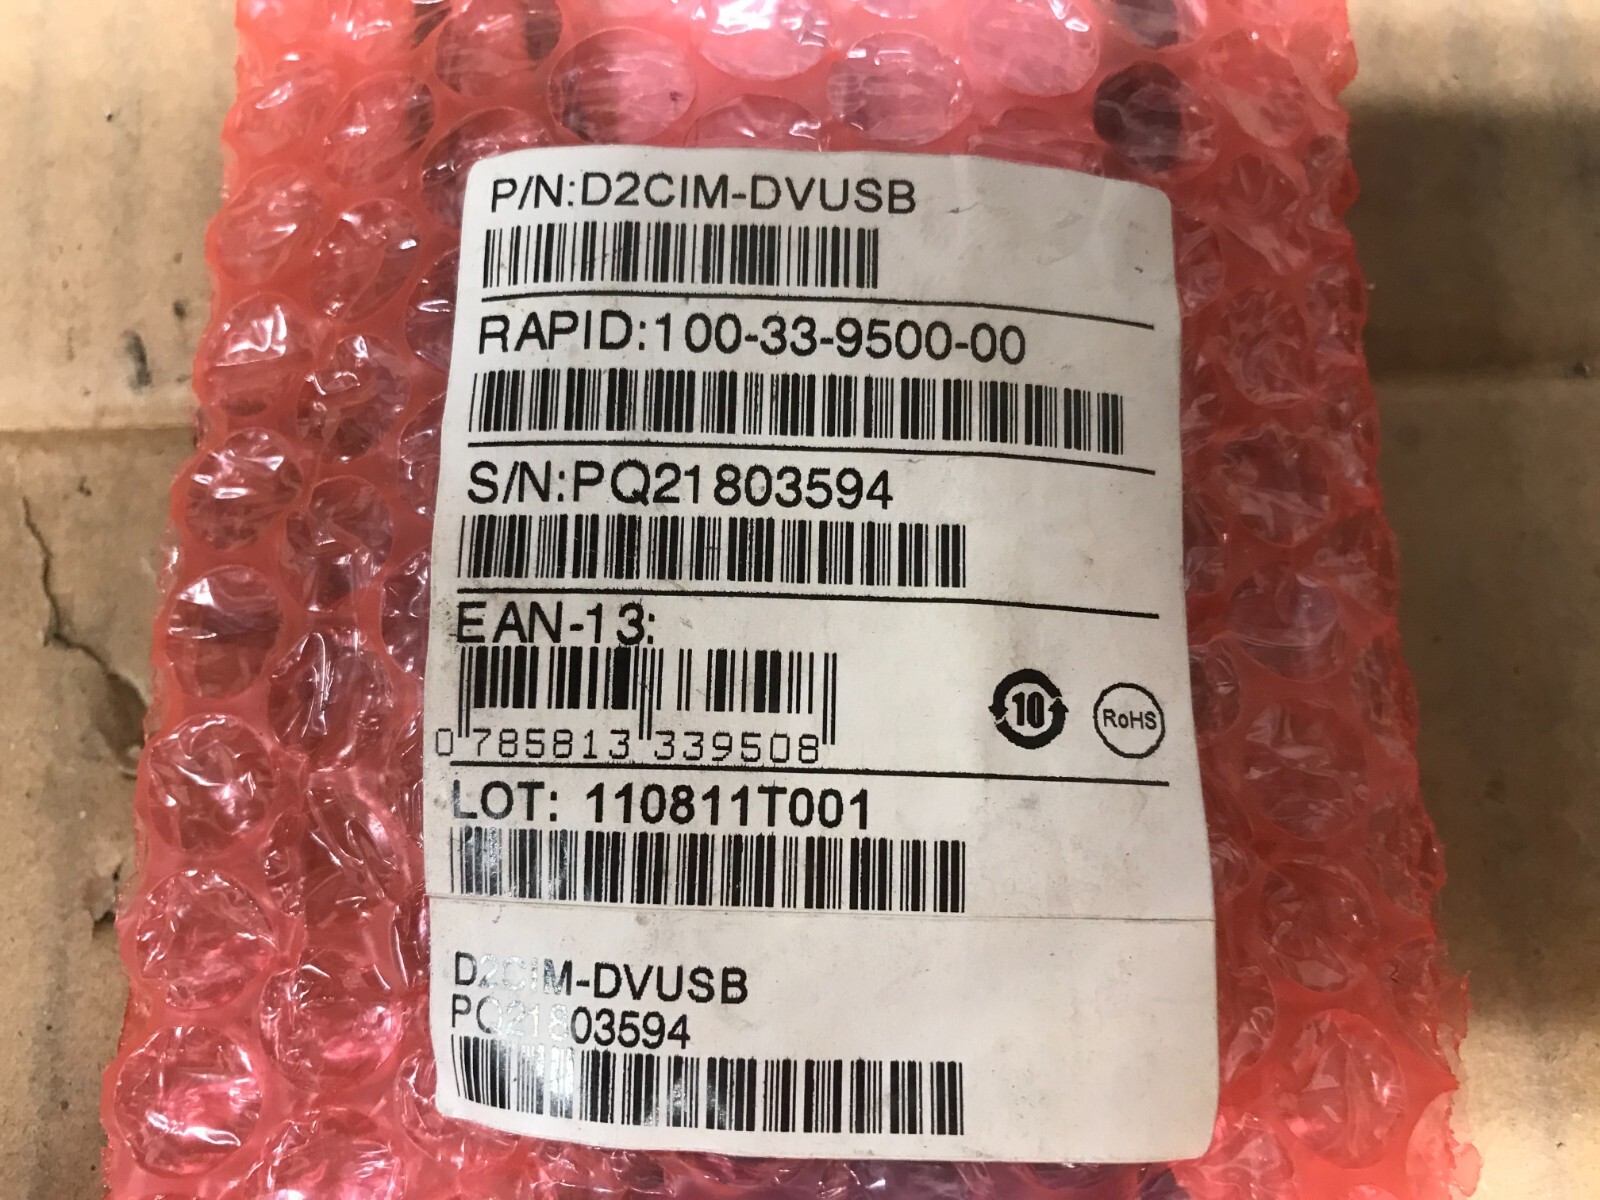 P/N:D2CIM-DVUSB
RAPID:100-33-9500-00
S/N:PQ21803594
EAN-13:
0 785813 339508
10
RoHS
LOT: 110811T001
D2CIM-DVUSB
PQ21803594